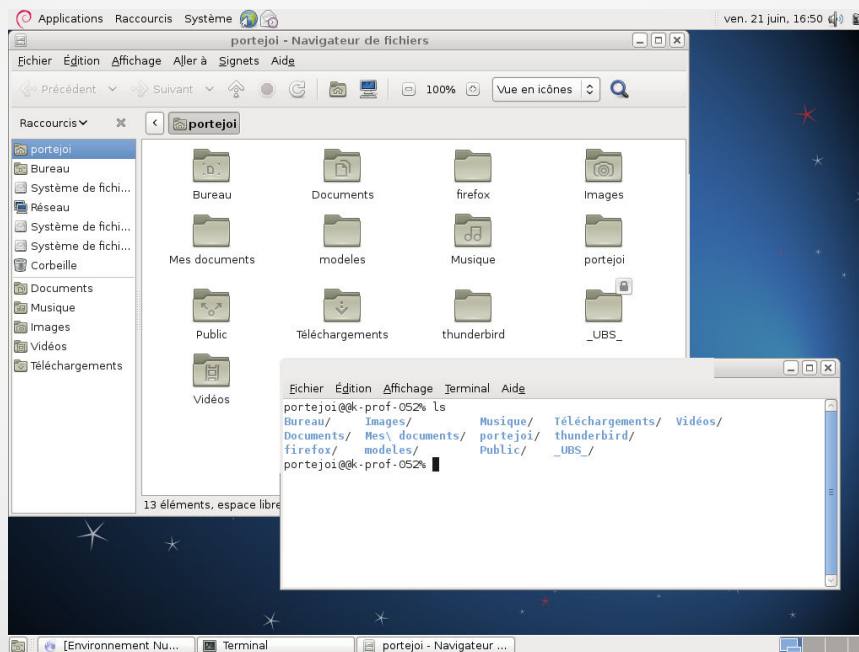 Applications Raccourcis Système ven. 21 juin, 16:50
portejoi - Navigateur de fichiers
Fichier Édition Affichage Aller à Signets Aide
Précédent Suivant 100% Vue en icônes
Raccourcis portejoi
portejoi
Bureau
Système de fichi...
Réseau
Système de fichi...
Système de fichi...
Corbeille
Documents
Musique
Images
Vidéos
Téléchargements
Bureau Documents firefox Images
Mes documents modeles Musique portejoi
Public Téléchargements thunderbird _UBS_
Vidéos
13 éléments, espace libre
Fichier Édition Affichage Terminal Aide
portejoi@@k-prof-052% ls
Bureau/ Images/ Musique/ Téléchargements/ Vidéos/
Documents/ Mes\ documents/ portejoi/ thunderbird/
firefox/ modeles/ Public/ _UBS_/
portejoi@@k-prof-052%
[Environnement Nu... Terminal portejoi - Navigateur ...